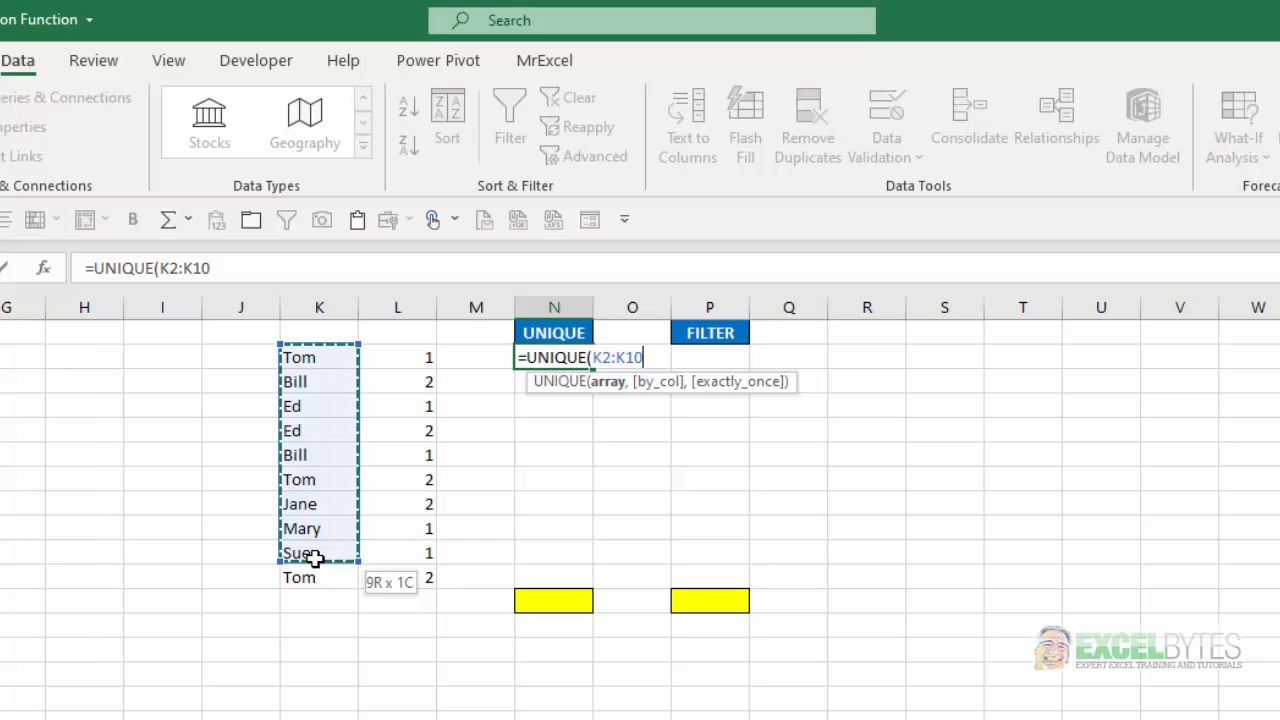 on Function
Search
Data Review View Developer Help Power Pivot MrExcel
eries & Connections
operties
t Links
& Connections
Stocks Geography
Data Types
Sort Filter Clear Reapply Advanced
Sort & Filter
Text to Columns Flash Fill Remove Duplicates Data Validation Consolidate Relationships Manage Data Model
Data Tools
What-If Analysis
Foreca
fx =UNIQUE(K2:K10
G H I J K L M N O P Q R S T U V W
UNIQUE FILTER
Tom 1 =UNIQUE(K2:K10
UNIQUE(array, [by_col], [exactly_once])
Bill 2
Ed 1
Ed 2
Bill 1
Tom 2
Jane 2
Mary 1
Sue 1
Tom 2
9R x 1C
EXCELBYTES
EXPERT EXCEL TRAINING AND TUTORIALS